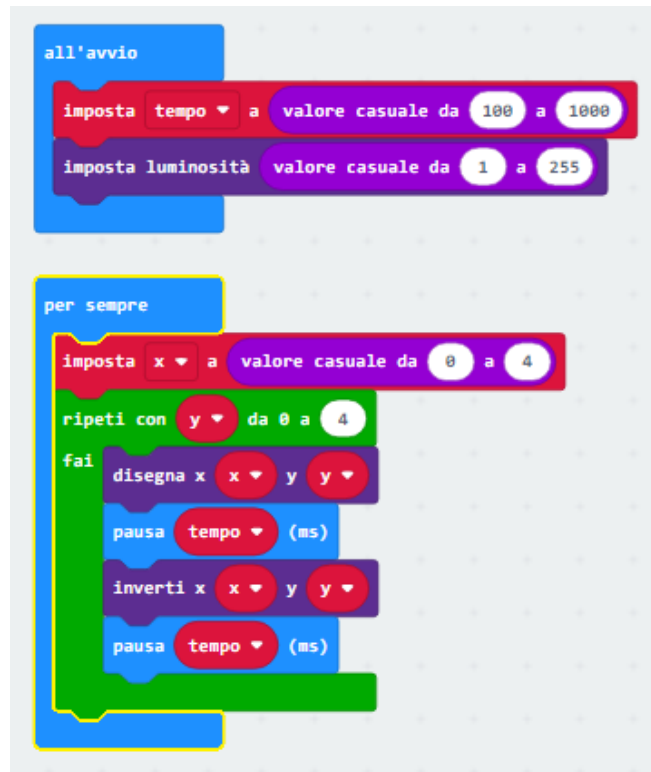 all'avvio
imposta tempo a valore casuale da 100 a 1000
imposta luminosità valore casuale da 1 a 255
per sempre
imposta x a valore casuale da 0 a 4
ripeti con y da 0 a 4
fai
disegna x x y y
pausa tempo (ms)
inverti x x y y
pausa tempo (ms)